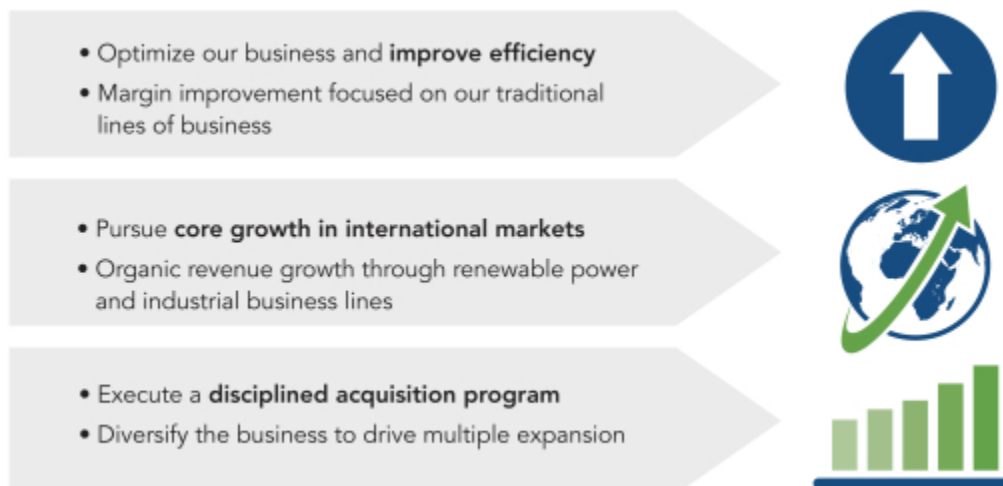 • Optimize our business and improve efficiency
• Margin improvement focused on our traditional
lines of business
• Pursue core growth in international markets
• Organic revenue growth through renewable power
and industrial business lines
• Execute a disciplined acquisition program
• Diversify the business to drive multiple expansion